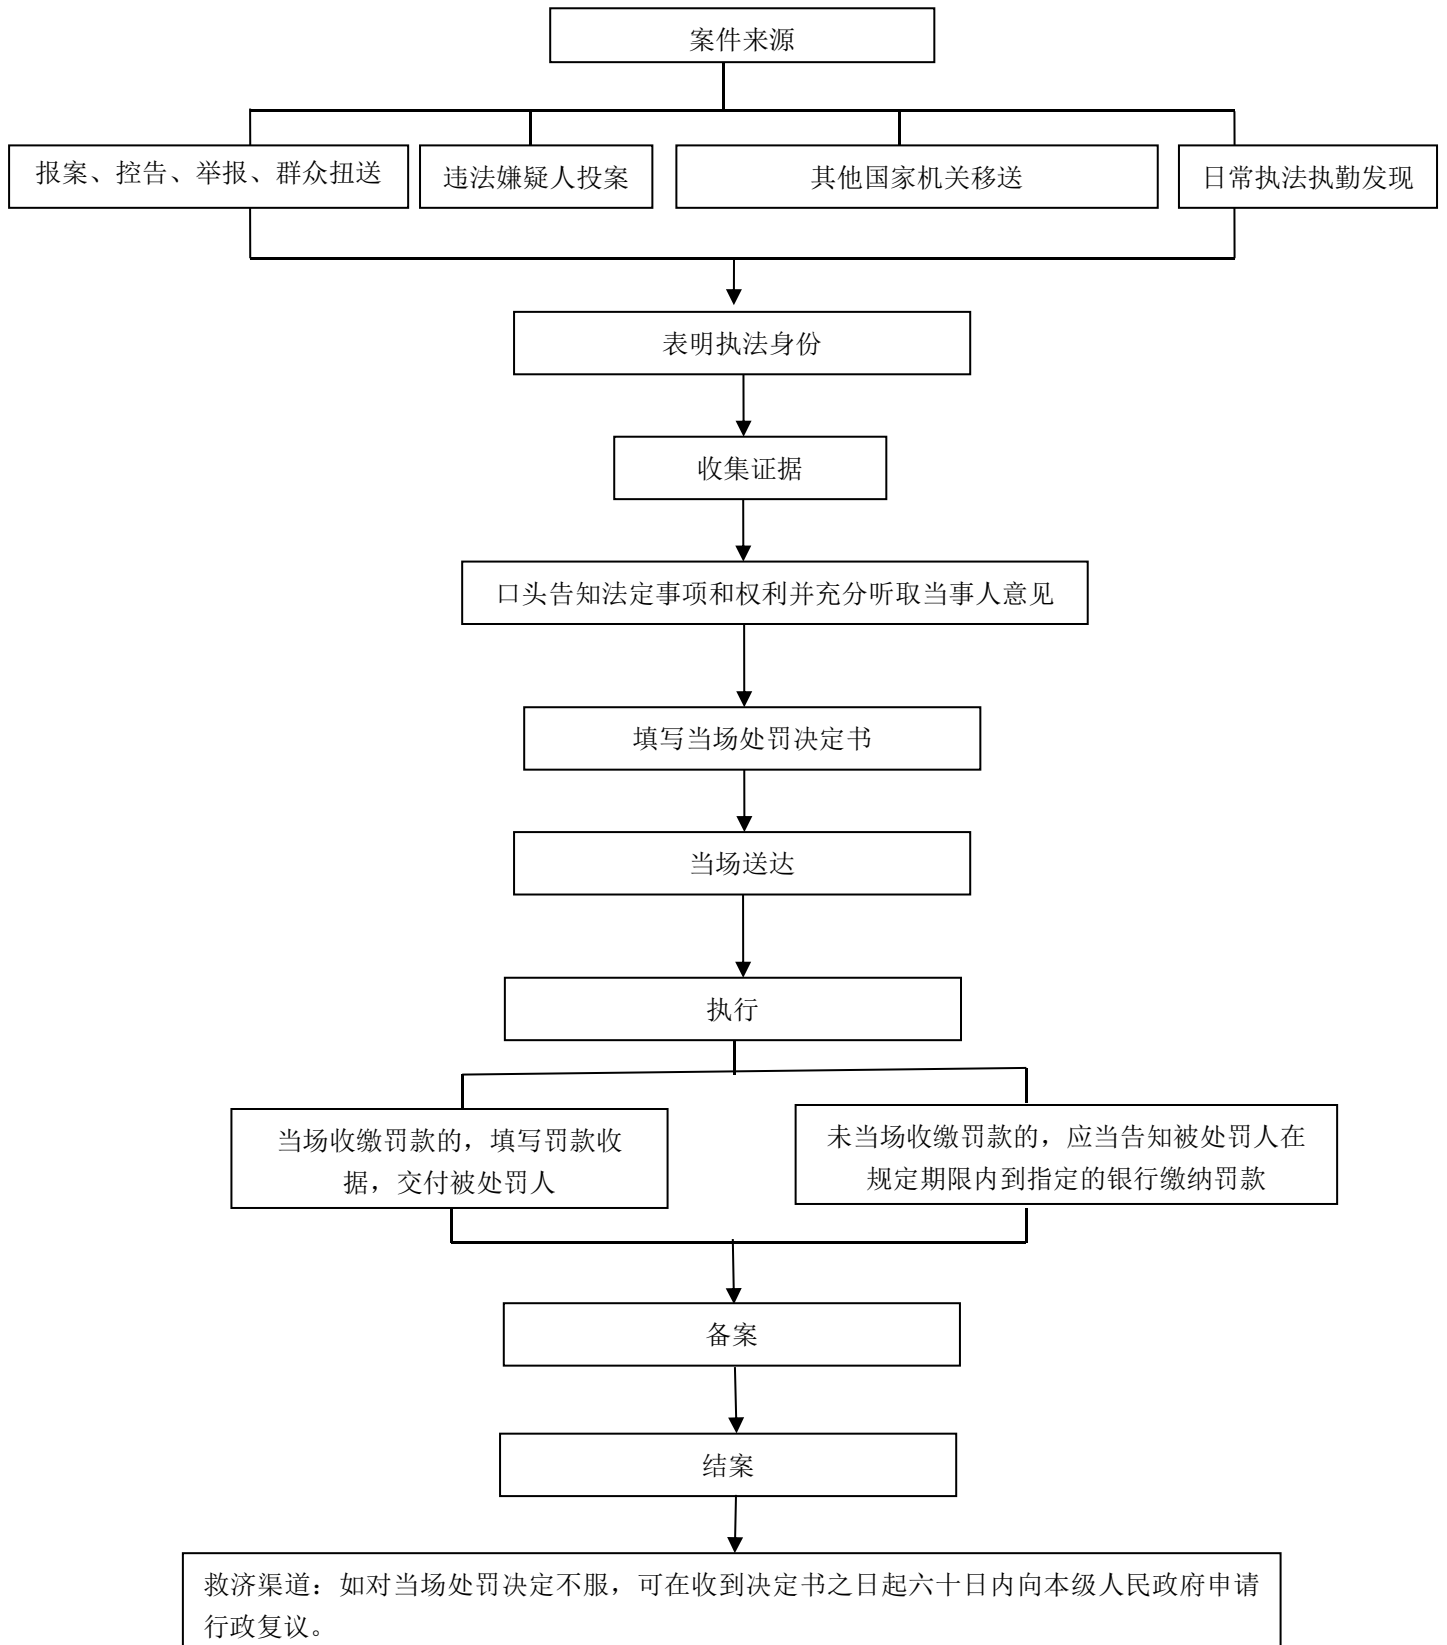 案件来源
报案、控告、举报、群众扭送
违法嫌疑人投案
其他国家机关移送
日常执法执勤发现
表明执法身份
收集证据
口头告知法定事项和权利并充分听取当事人意见
填写当场处罚决定书
当场送达
执行
当场收缴罚款的，填写罚款收
据，交付被处罚人
未当场收缴罚款的，应当告知被处罚人在
规定期限内到指定的银行缴纳罚款
备案
结案
救济渠道：如对当场处罚决定不服，可在收到决定书之日起六十日内向本级人民政府申请
行政复议。